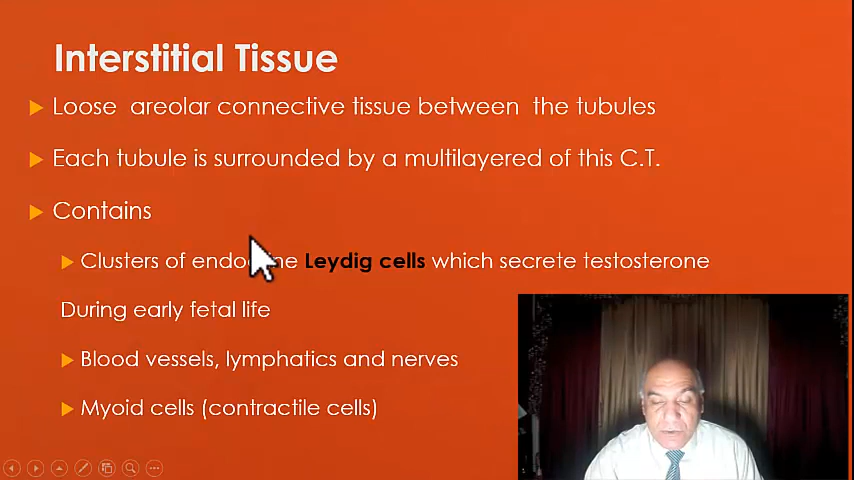 Interstitial Tissue
Loose areolar connective tissue between the tubules
Each tubule is surrounded by a multilayered of this C.T.
Contains
Clusters of Leydig cells which secrete testosterone
During early fetal life
Blood vessels, lymphatics and nerves
Myoid cells (contractile cells)